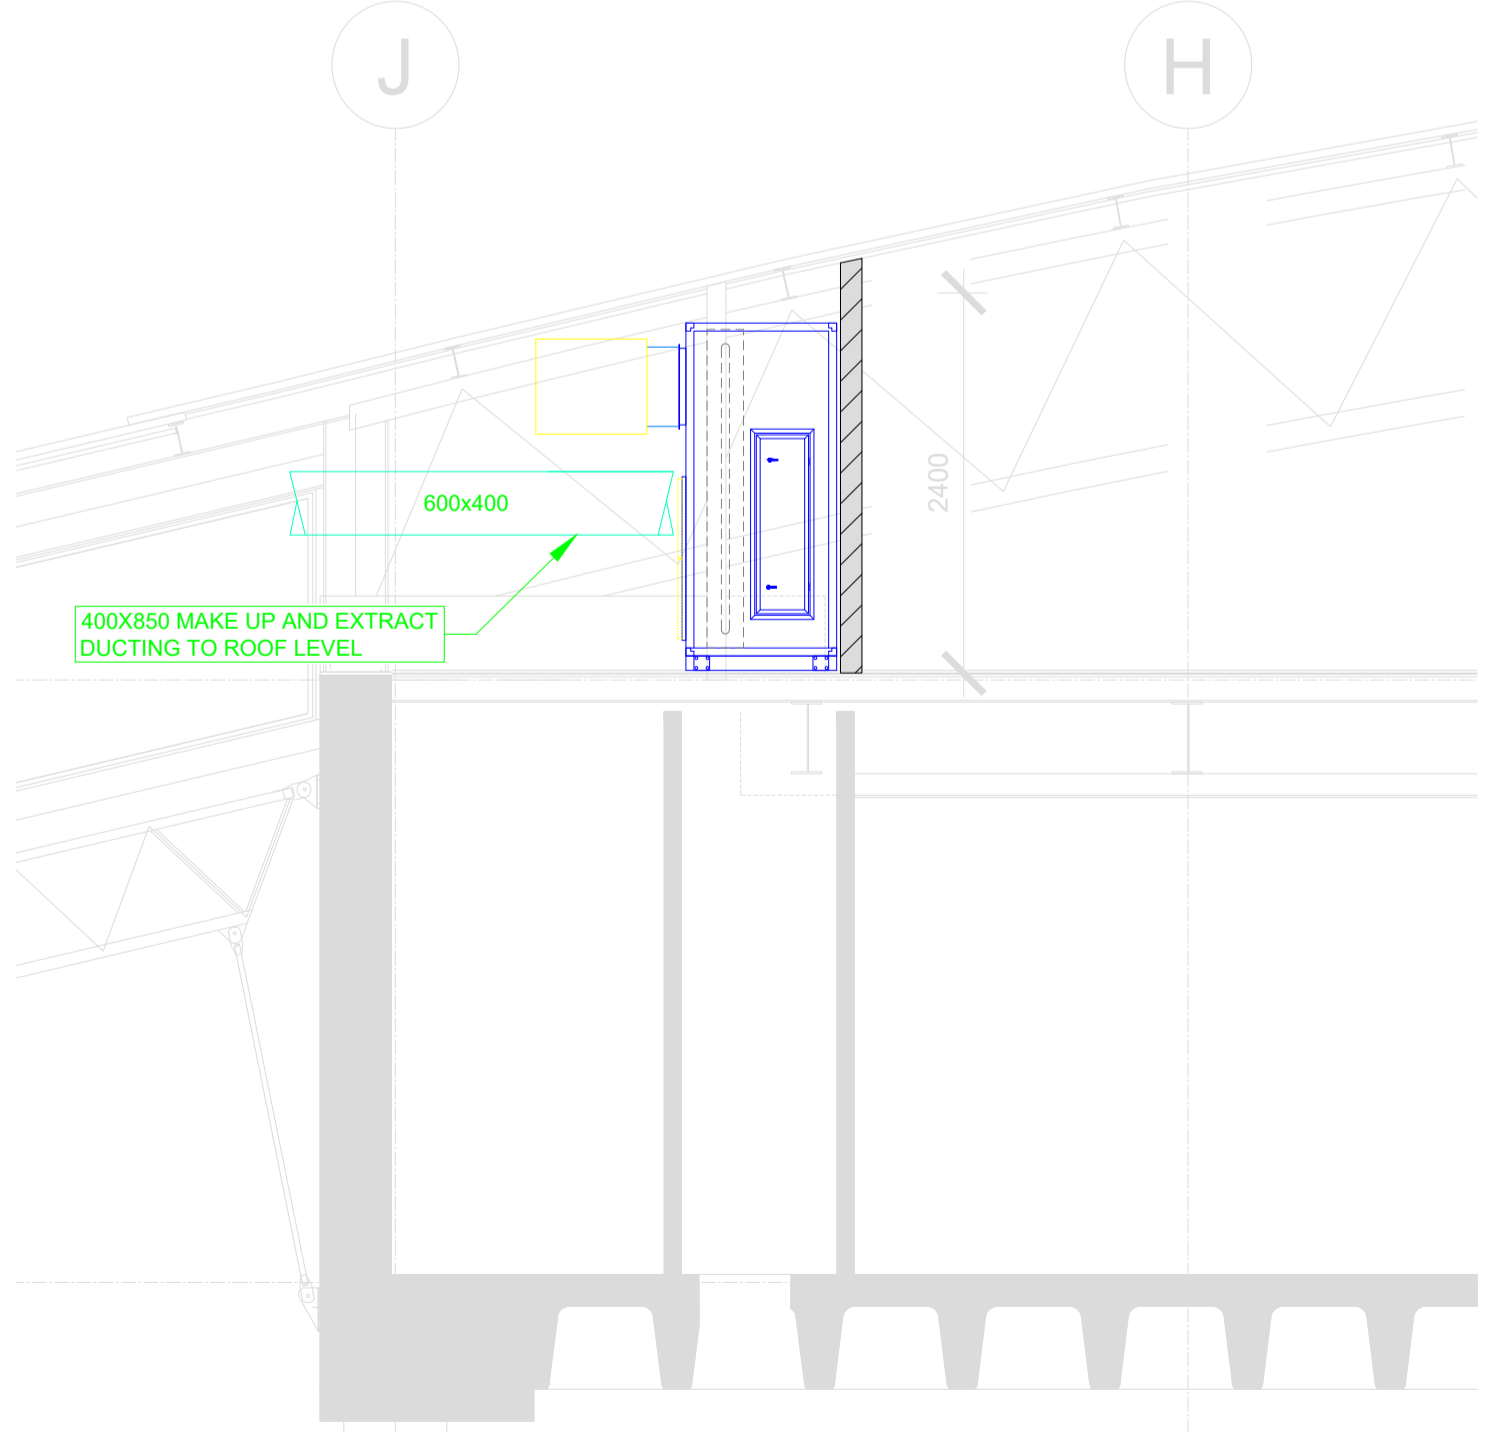 J
H
2400
600x400
400X850 MAKE UP AND EXTRACT
DUCTING TO ROOF LEVEL